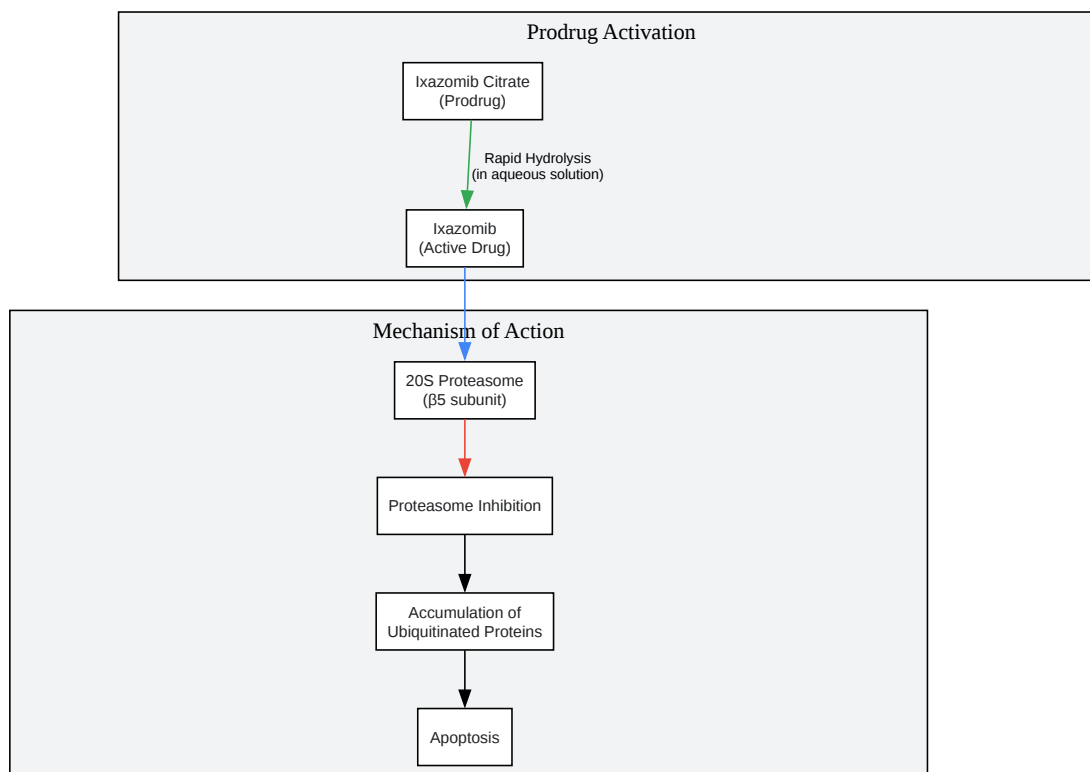 Prodrug Activation
Ixazomib Citrate
(Prodrug)
Rapid Hydrolysis
(in aqueous solution)
Ixazomib
(Active Drug)
Mechanism of Action
20S Proteasome
(β5 subunit)
Proteasome Inhibition
Accumulation of
Ubiquitinated Proteins
Apoptosis